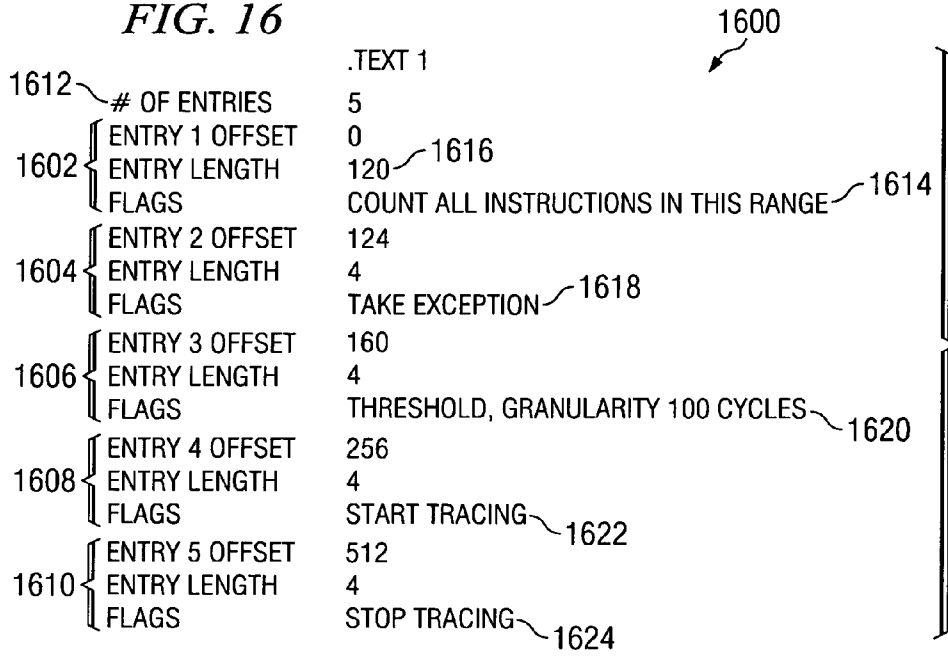 FIG. 16
1600
.TEXT 1
1612 # OF ENTRIES 5
ENTRY 1 OFFSET 0
1602 ENTRY LENGTH 120 1616
FLAGS COUNT ALL INSTRUCTIONS IN THIS RANGE 1614
ENTRY 2 OFFSET 124
1604 ENTRY LENGTH 4
FLAGS TAKE EXCEPTION 1618
ENTRY 3 OFFSET 160
1606 ENTRY LENGTH 4
FLAGS THRESHOLD, GRANULARITY 100 CYCLES 1620
ENTRY 4 OFFSET 256
1608 ENTRY LENGTH 4
FLAGS START TRACING 1622
ENTRY 5 OFFSET 512
1610 ENTRY LENGTH 4
FLAGS STOP TRACING 1624